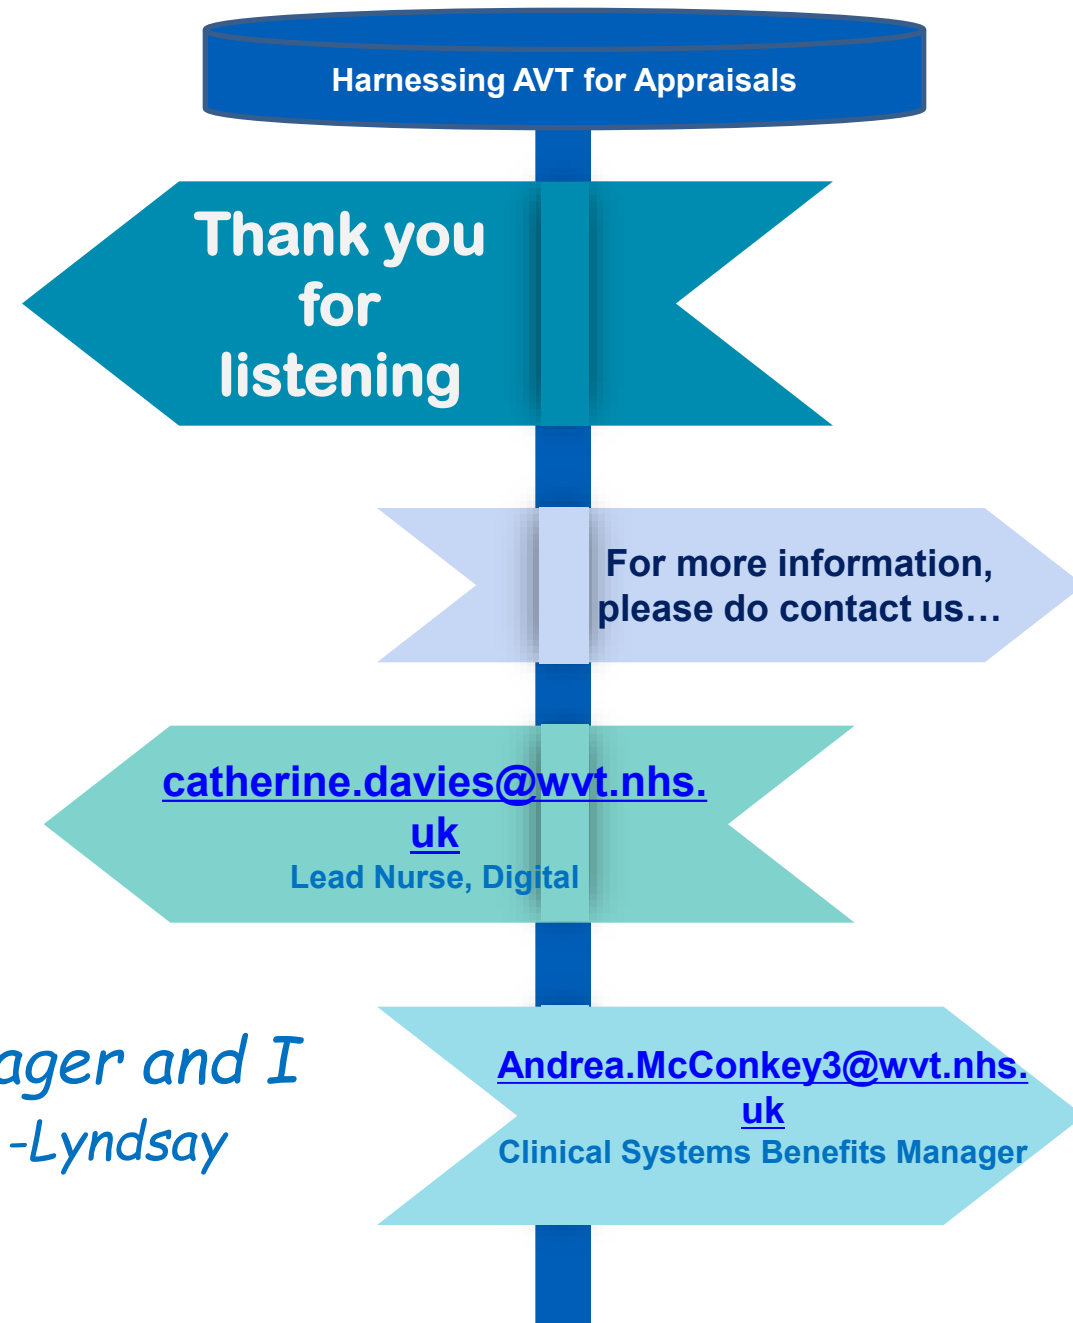 Harnessing AVT for Appraisals
Thank you
for
listening
For more information,
please do contact us…
catherine.davies@wvt.nhs.
uk
Lead Nurse, Digital
and I
-Lyndsay
Andrea.McConkey3@wvt.nhs.
uk
Clinical Systems Benefits Manager